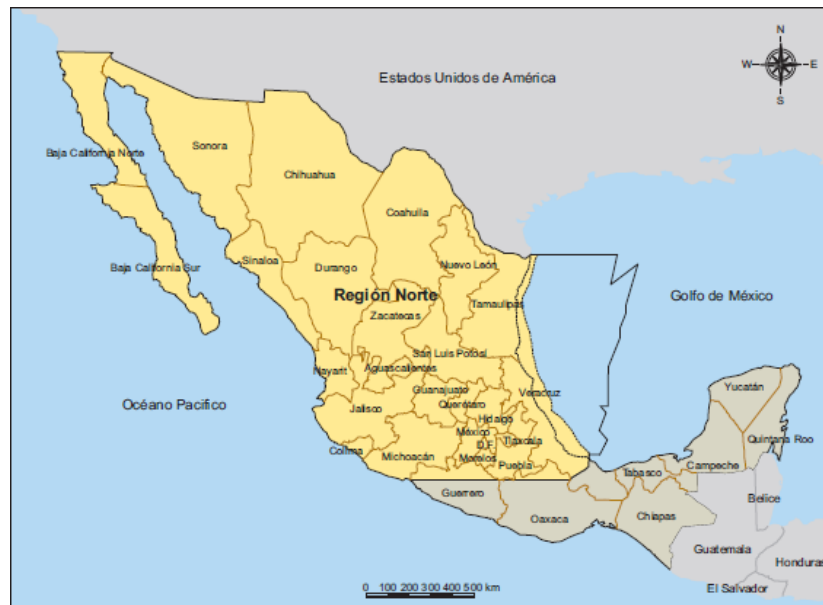 N
W
E
S
Estados Unidos de América
Baja California Norte
Sonora
Chihuahua
Coahuila
Sinaloa
Durango
Nuevo León
Baja California Sur
Región Norte
Tamaulipas
Golfo de México
Zacatecas
San Luis Potosí
Nayarit
Aguascalientes
Guanajuato
Veracruz
Yucatán
Océano Pacifico
Jalisco
Querétaro
Hidalgo
México
D.F.
Tlaxcala
Quintana Roo
Colima
Michoacán
Morelos
Puebla
Tabasco
Campeche
Guerrero
Belice
Oaxaca
Chiapas
Guatemala
Honduras
El Salvador
0 100 200 300 400 500 km